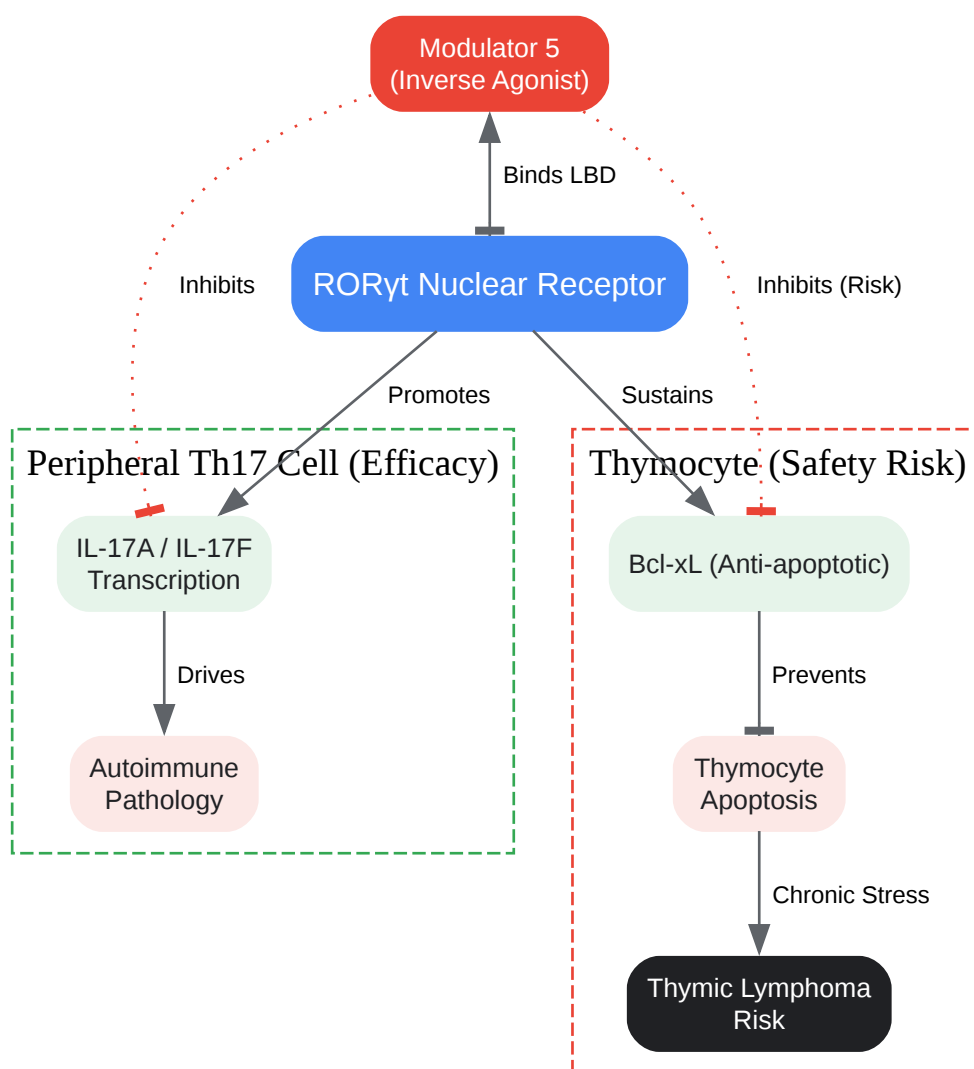 Modulator 5
(Inverse Agonist)
Binds LBD
Inhibits
RORγt Nuclear Receptor
Inhibits (Risk)
Promotes
Sustains
Peripheral Th17 Cell (Efficacy)
Thymocyte (Safety Risk)
IL-17A / IL-17F
Transcription
Bcl-xL (Anti-apoptotic)
Drives
Prevents
Autoimmune
Pathology
Thymocyte
Apoptosis
Chronic Stress
Thymic Lymphoma
Risk